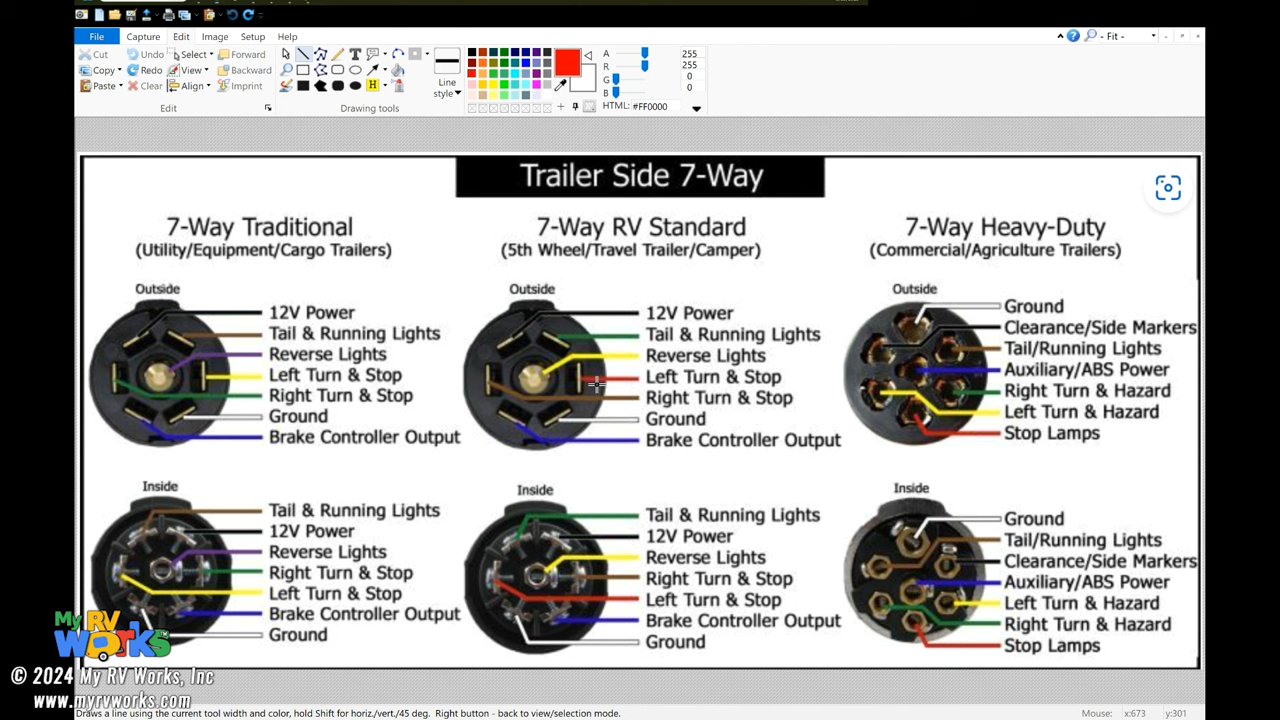 File Capture Edit Image Setup Help
- Fit -
Cut Undo Select Forward
Copy Redo View Backward
Paste Clear Align Imprint
Line style
A 255
R 255
G 0
B 0
HTML: #FF0000
Edit Drawing tools
Trailer Side 7-Way
7-Way Traditional
(Utility/Equipment/Cargo Trailers)
Outside
12V Power
Tail & Running Lights
Reverse Lights
Left Turn & Stop
Right Turn & Stop
Ground
Brake Controller Output
Inside
Tail & Running Lights
12V Power
Reverse Lights
Right Turn & Stop
Left Turn & Stop
Brake Controller Output
Ground
7-Way RV Standard
(5th Wheel/Travel Trailer/Camper)
Outside
12V Power
Tail & Running Lights
Reverse Lights
Left Turn & Stop
Right Turn & Stop
Ground
Brake Controller Output
Inside
Tail & Running Lights
12V Power
Reverse Lights
Right Turn & Stop
Left Turn & Stop
Brake Controller Output
Ground
7-Way Heavy-Duty
(Commercial/Agriculture Trailers)
Outside
Ground
Clearance/Side Markers
Tail/Running Lights
Auxiliary/ABS Power
Right Turn & Hazard
Left Turn & Hazard
Stop Lamps
Inside
Ground
Tail/Running Lights
Clearance/Side Markers
Auxiliary/ABS Power
Left Turn & Hazard
Right Turn & Hazard
Stop Lamps
My RV Works
© 2024 My RV Works, Inc
www.myrvworks.com
Draws a line using the current tool width and color, hold Shift for horiz./vert./45 deg. Right button - back to view/selection mode.
Mouse: x:673 y:301